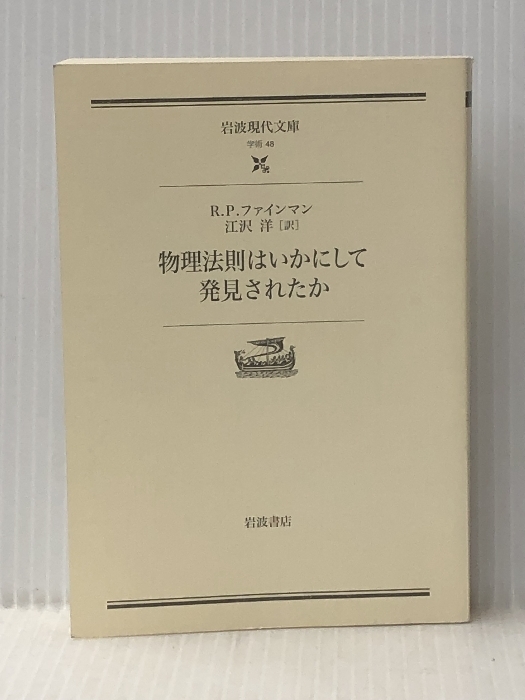 岩波現代文庫
学術 48
R.P.ファインマン
江沢 洋 [訳]
物理法則はいかにして
発見されたか
岩波書店